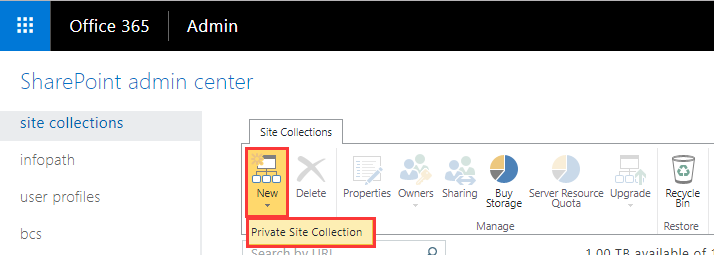 Office 365 Admin
SharePoint admin center
site collections
infopath
user profiles
bcs
Site Collections
New Delete Properties Owners Sharing Buy Storage Server Resource Quota Upgrade Recycle Bin
Manage Restore
Private Site Collection
Search by URL
1.00 TB available of